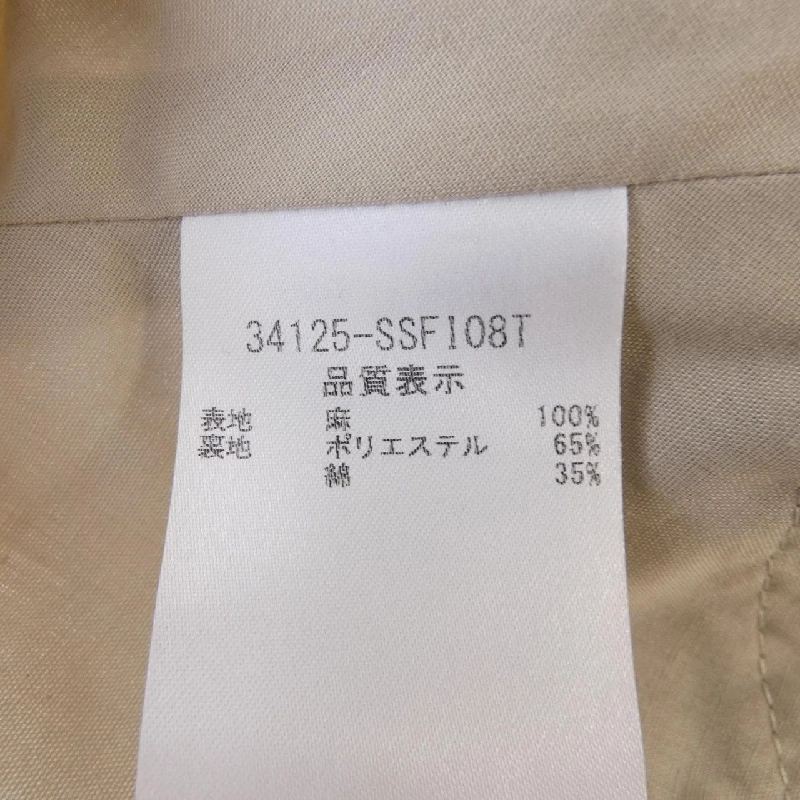 34125-SSFI08T
品質表示
表地 麻 100%
裏地 ポリエステル 65%
綿 35%